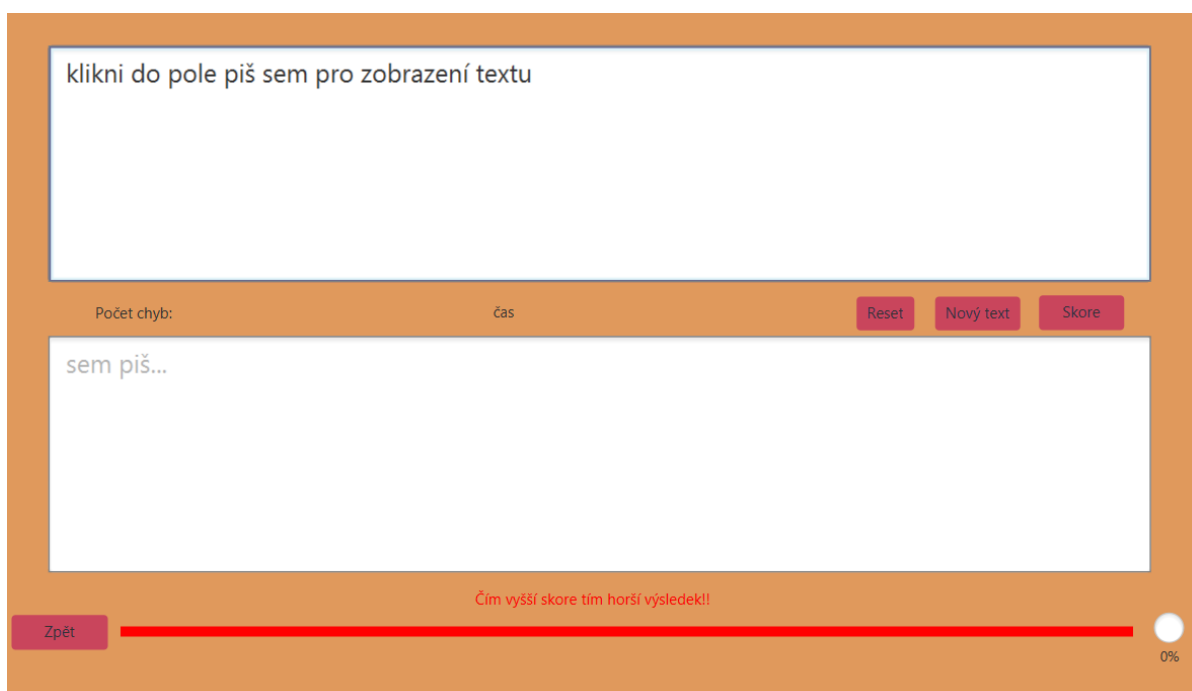 klikni do pole piš sem pro zobrazení textu
Počet chyb: čas Reset Nový text Skore
sem piš...
Čím vyšší skore tím horší výsledek!!
Zpět
0%